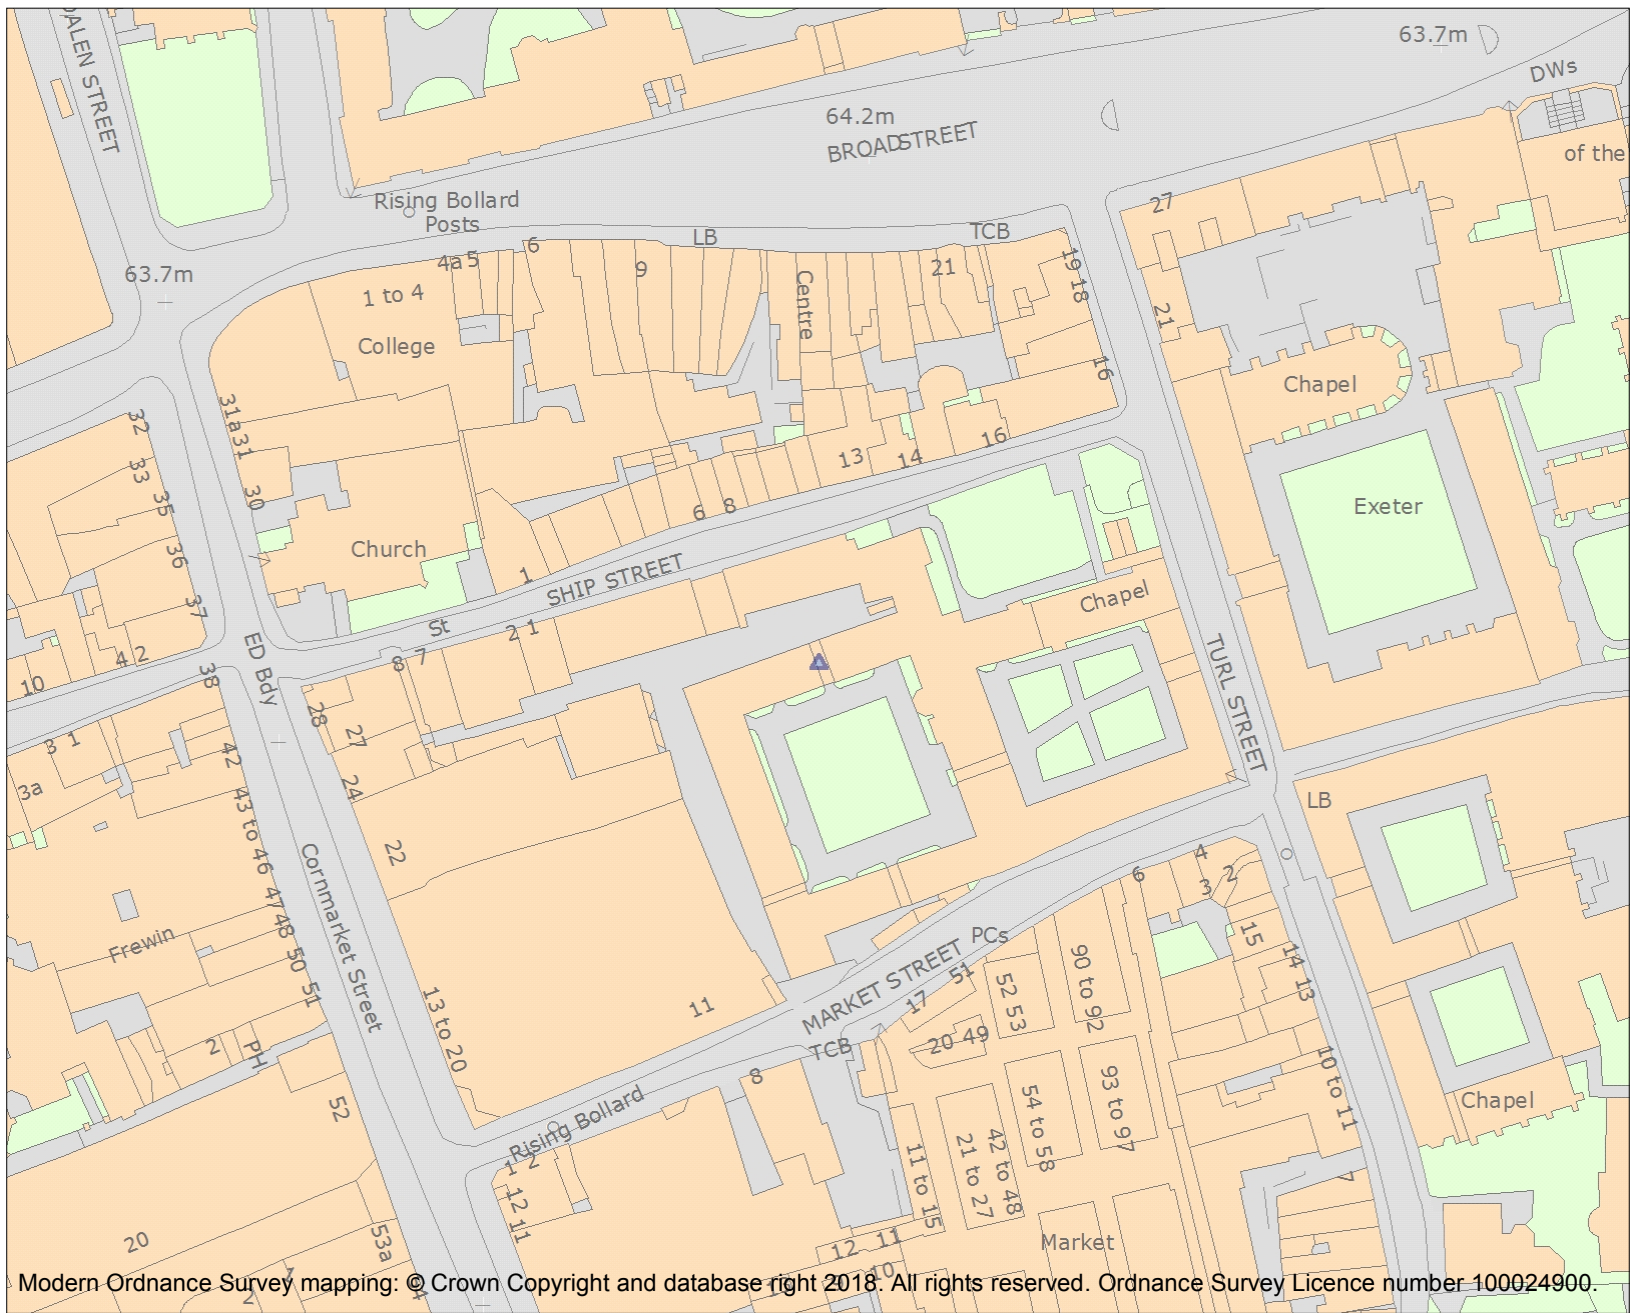 DALEN STREET
63.7m
DWs
64.2m
BROADSTREET
of the
Rising Bollard
Posts
27
LB
TCB
6
4a 5
63.7m
9
21
Centre
19 18
1 to 4
21
College
16
Chapel
31a 31
32
33
13
14
16
30
35
6 8
Exeter
36
Church
1
SHIP STREET
Chapel
37
St
2 1
ED Bdy
4 2
8 7
TURL STREET
10
38
28
27
3 1
42
24
3a
LB
43 to 46
22
Cornmarket Street
4
3 2
6
47 48 50 51
Frewin
PCs
15
MARKET STREET
51
90 to 92
14 13
52 53
17
13 to 20
11
20 49
2
PH
TCB
8
10 to 11
93 to 97
54 to 58
Chapel
52
Rising Bollard
1 2
42 to 48
21 to 27
11 to 15
7
12 11
20
53a
12 11
Market
10
Modern Ordnance Survey mapping: © Crown Copyright and database right 2018. All rights reserved. Ordnance Survey Licence number 100024900.